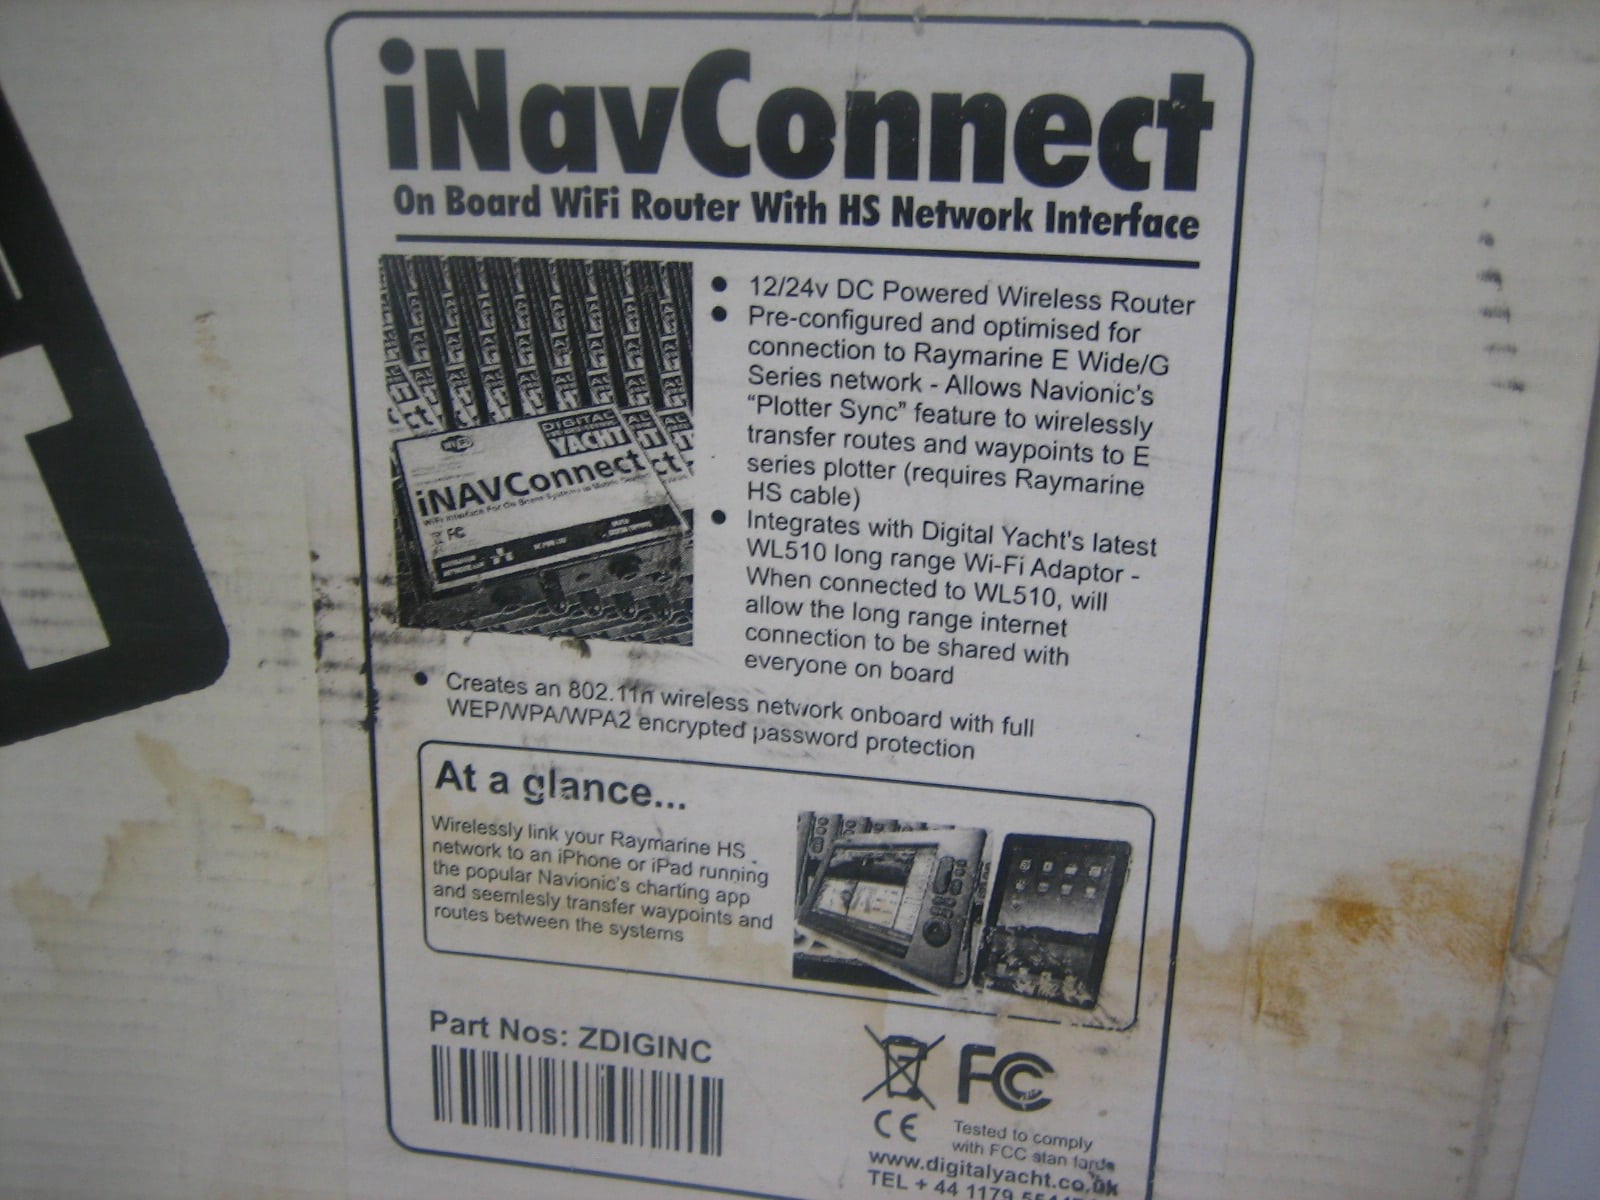 iNavConnect
On Board WiFi Router With HS Network Interface
DIGITAL
YACHT
iNAVConnect
FC
• 12/24v DC Powered Wireless Router
• Pre-configured and optimised for
connection to Raymarine E Wide/G
Series network - Allows Navionic's
“Plotter Sync” feature to wirelessly
transfer routes and waypoints to E
series plotter (requires Raymarine
HS cable)
• Integrates with Digital Yacht's latest
WL510 long range Wi-Fi Adaptor -
When connected to WL510, will
allow the long range internet
connection to be shared with
everyone on board
• Creates an 802.11n wireless network onboard with full
WEP/WPA/WPA2 encrypted password protection
At a glance...
Wirelessly link your Raymarine HS
network to an iPhone or iPad running
the popular Navionic's charting app
and seemlesly transfer waypoints and
routes between the systems
Part Nos: ZDIGINC
FC
CE
Tested to comply
with FCC standards
www.digitalyacht.co.uk
TEL + 44 1179